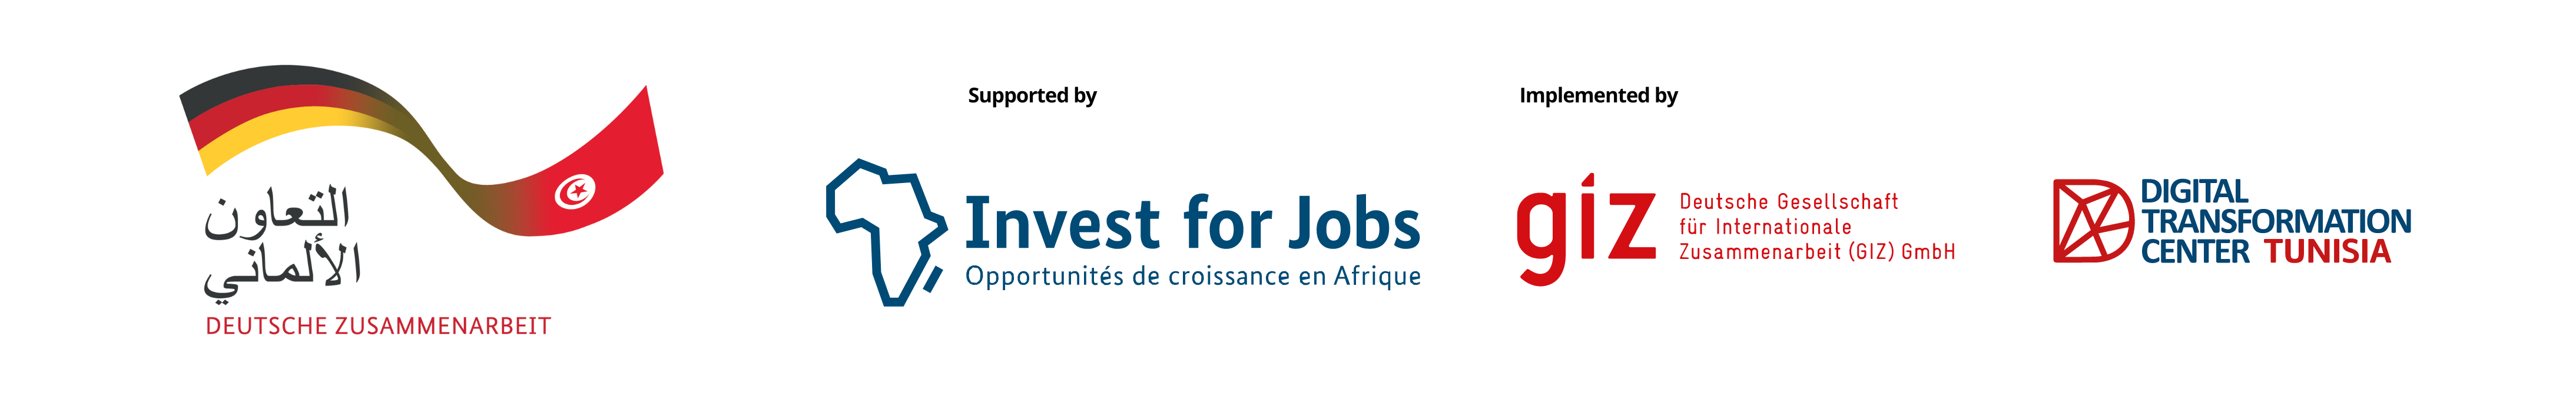 التعاون
الألماني
DEUTSCHE ZUSAMMENARBEIT
Supported by
Invest for Jobs
Opportunités de croissance en Afrique
Implemented by
giz
Deutsche Gesellschaft
für Internationale
Zusammenarbeit (GIZ) GmbH
DIGITAL
TRANSFORMATION
CENTER TUNISIA